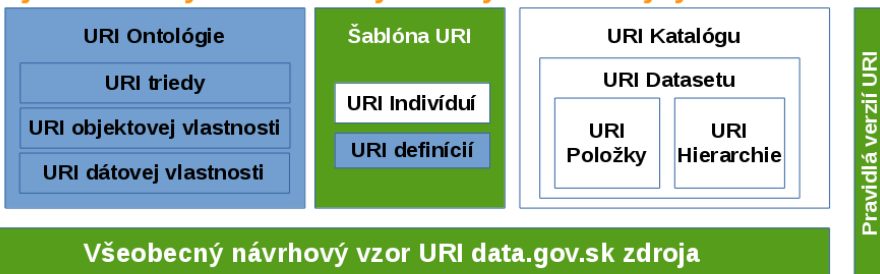 URI Ontológie
URI triedy
URI objektovej vlastnosti
URI dátovej vlastnosti
Šablóna URI
URI Indivíduí
URI definícií
URI Katalógu
URI Datasetu
URI
Položky
URI
Hierarchie
Pravidlá verzií URI
Všeobecný návrhový vzor URI data.gov.sk zdroja